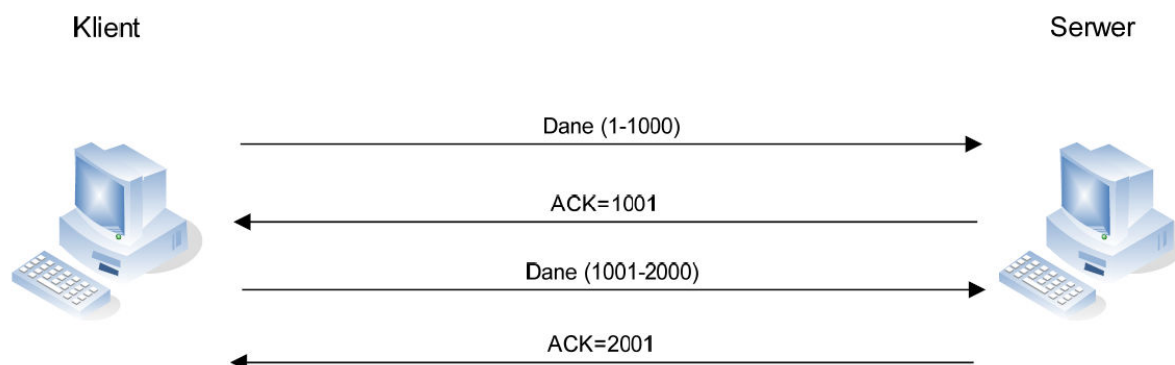 Klient
Serwer
Dane (1-1000)
ACK=1001
Dane (1001-2000)
ACK=2001